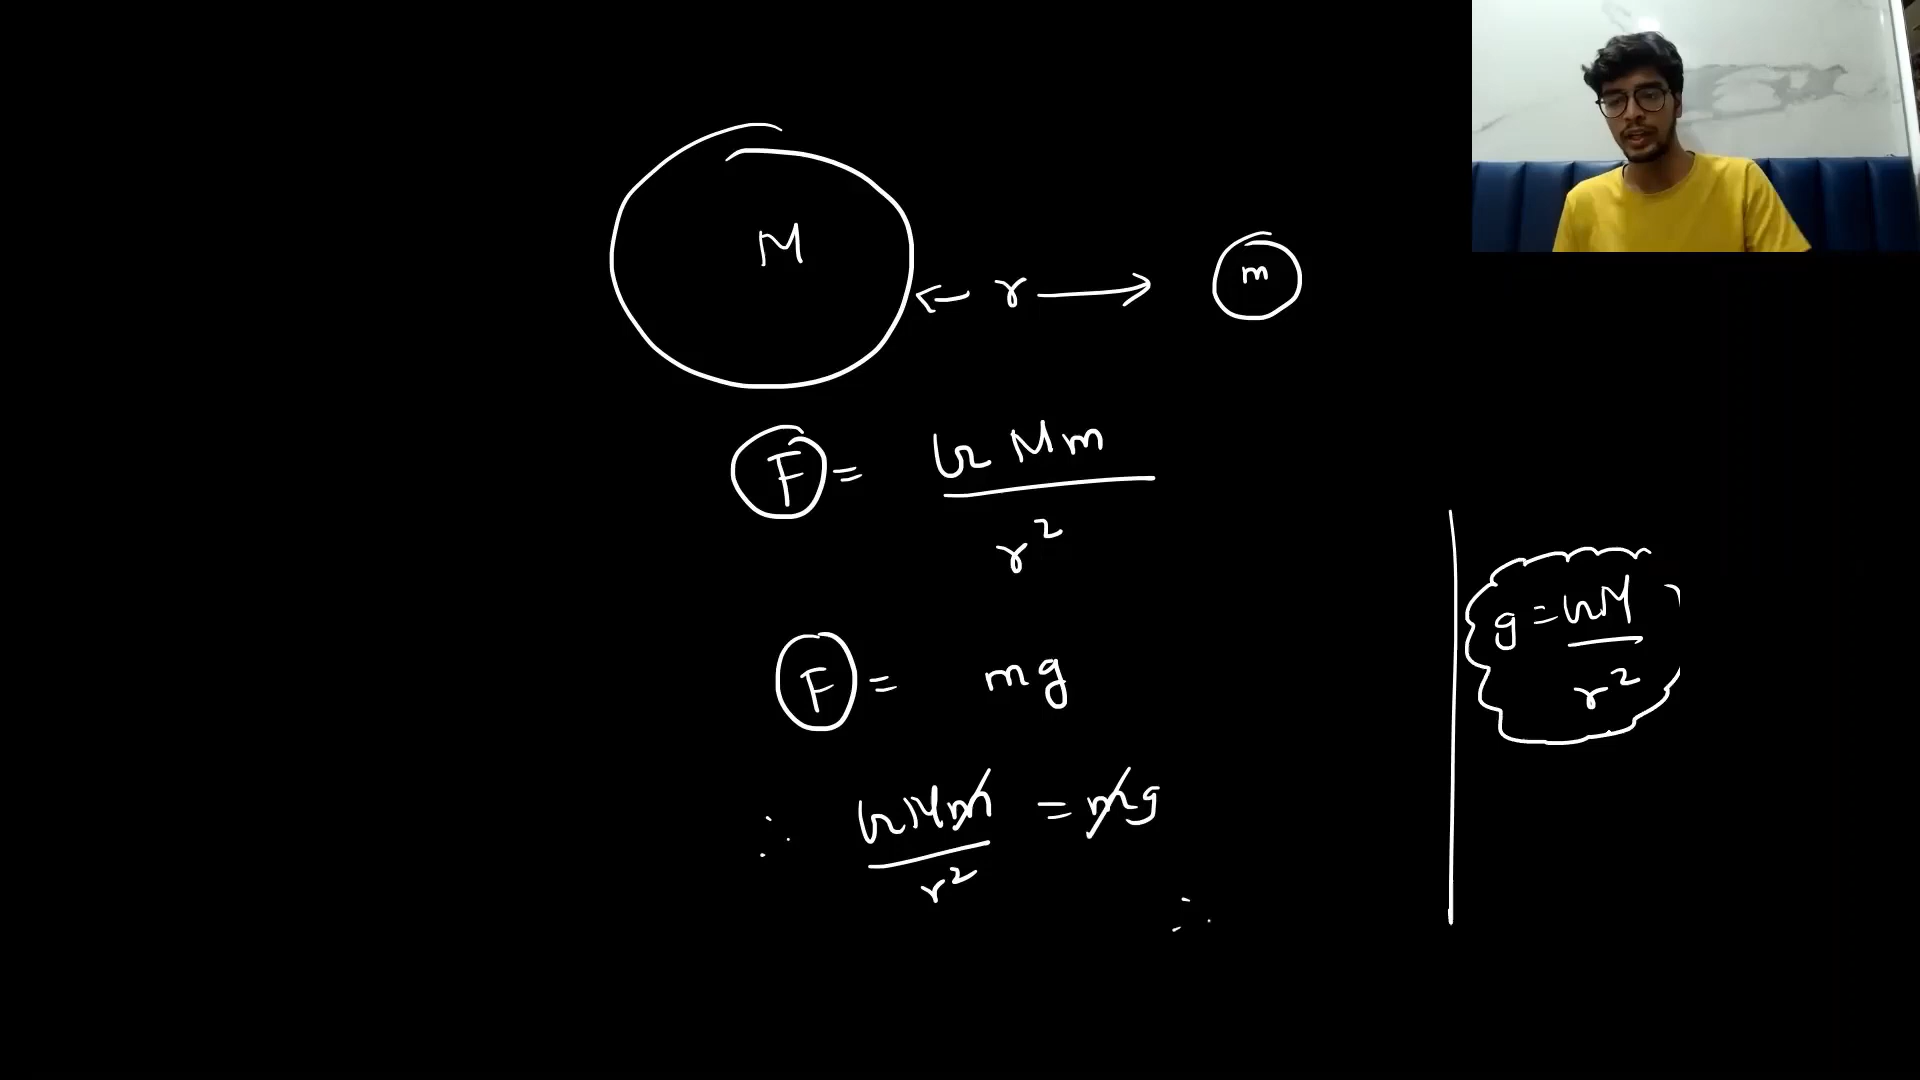 M
← r →
m
F = GMm / r²
F = mg
∴ GMm / r² = mg
∴
g = GM / r²